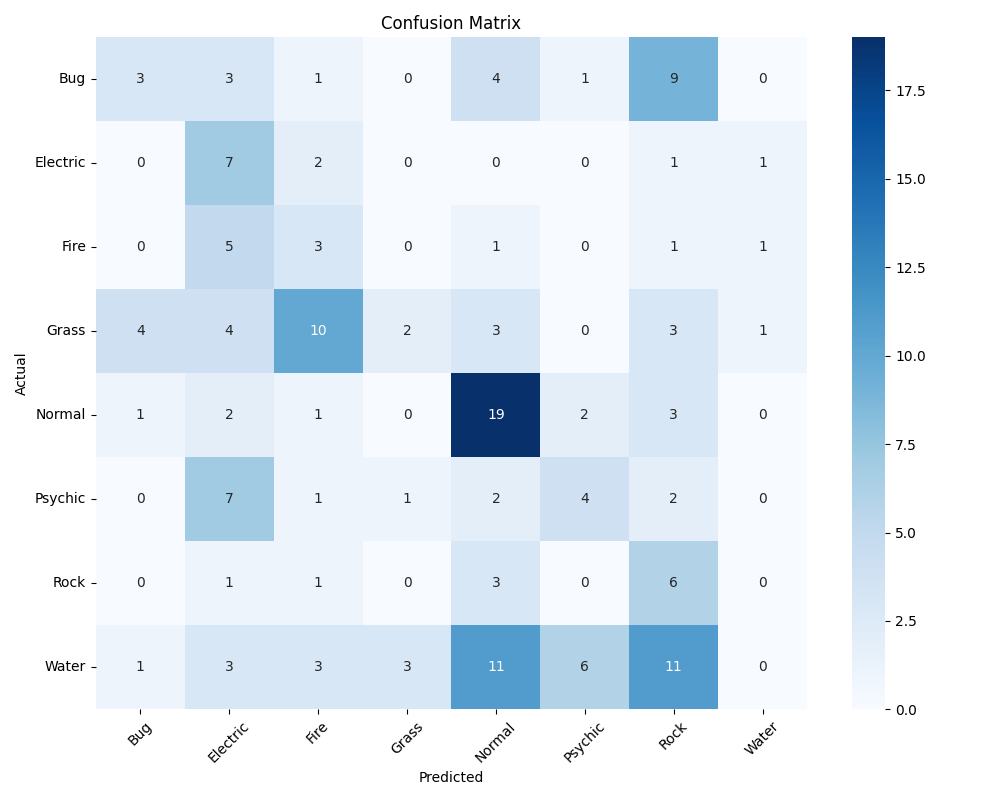 Confusion Matrix
Bug 3 3 1 0 4 1 9 0
Electric 0 7 2 0 0 0 1 1
Fire 0 5 3 0 1 0 1 1
Grass 4 4 10 2 3 0 3 1
Normal 1 2 1 0 19 2 3 0
Psychic 0 7 1 1 2 4 2 0
Rock 0 1 1 0 3 0 6 0
Water 1 3 3 3 11 6 11 0
Actual
Bug Electric Fire Grass Normal Psychic Rock Water
Predicted
17.5
15.0
12.5
10.0
7.5
5.0
2.5
0.0